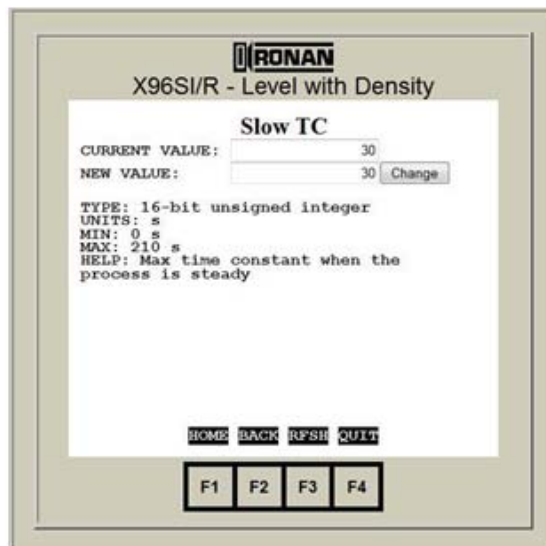 RONAN
X96SI/R - Level with Density
Slow TC
CURRENT VALUE: 30
NEW VALUE: 30 Change
TYPE: 16-bit unsigned integer
UNITS: s
MIN: 0 s
MAX: 210 s
HELP: Max time constant when the
process is steady
HOME BACK RFSH QUIT
F1 F2 F3 F4